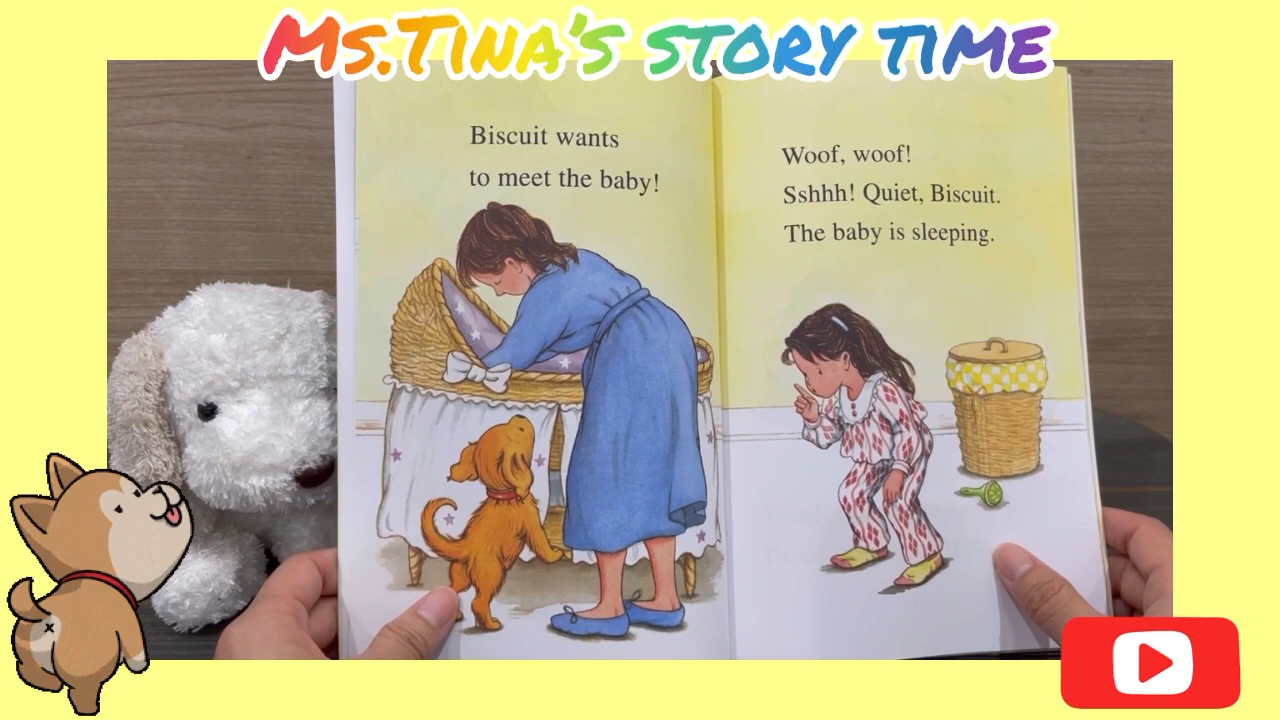 Ms.Tina's story time
Biscuit wants
to meet the baby!
Woof, woof!
Sshhh! Quiet, Biscuit.
The baby is sleeping.